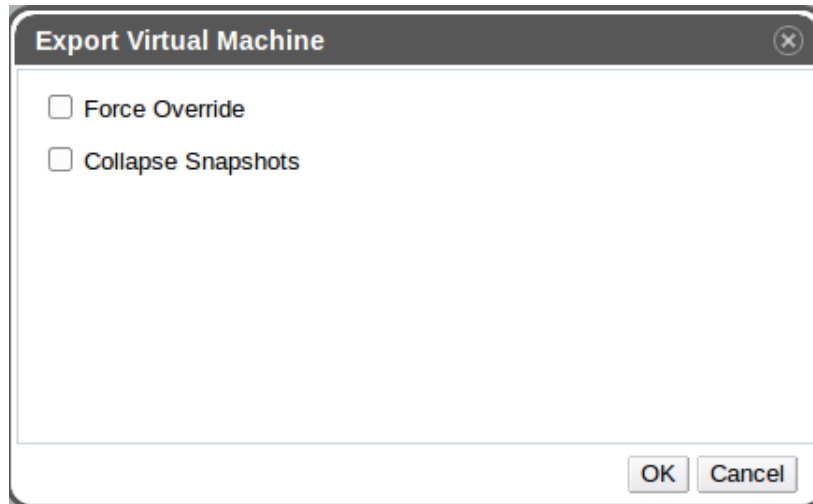 Export Virtual Machine
Force Override
Collapse Snapshots
OK Cancel